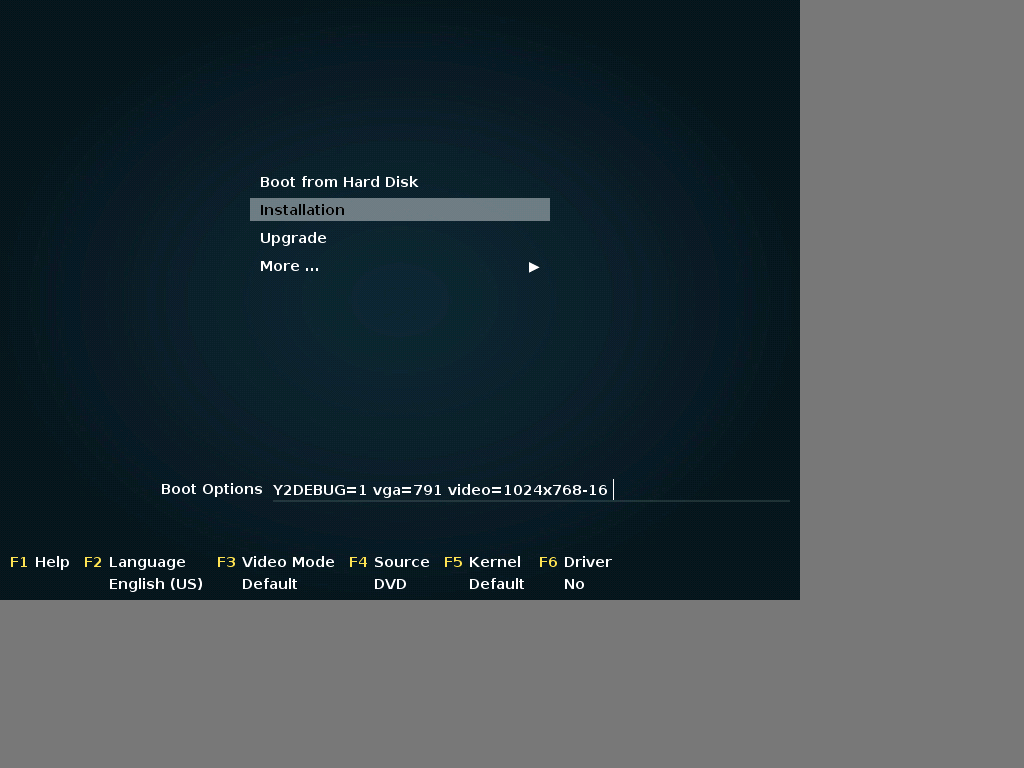 Boot from Hard Disk
Installation
Upgrade
More ...
Boot Options Y2DEBUG=1 vga=791 video=1024x768-16
F1 Help F2 Language F3 Video Mode F4 Source F5 Kernel F6 Driver
English (US) Default DVD Default No